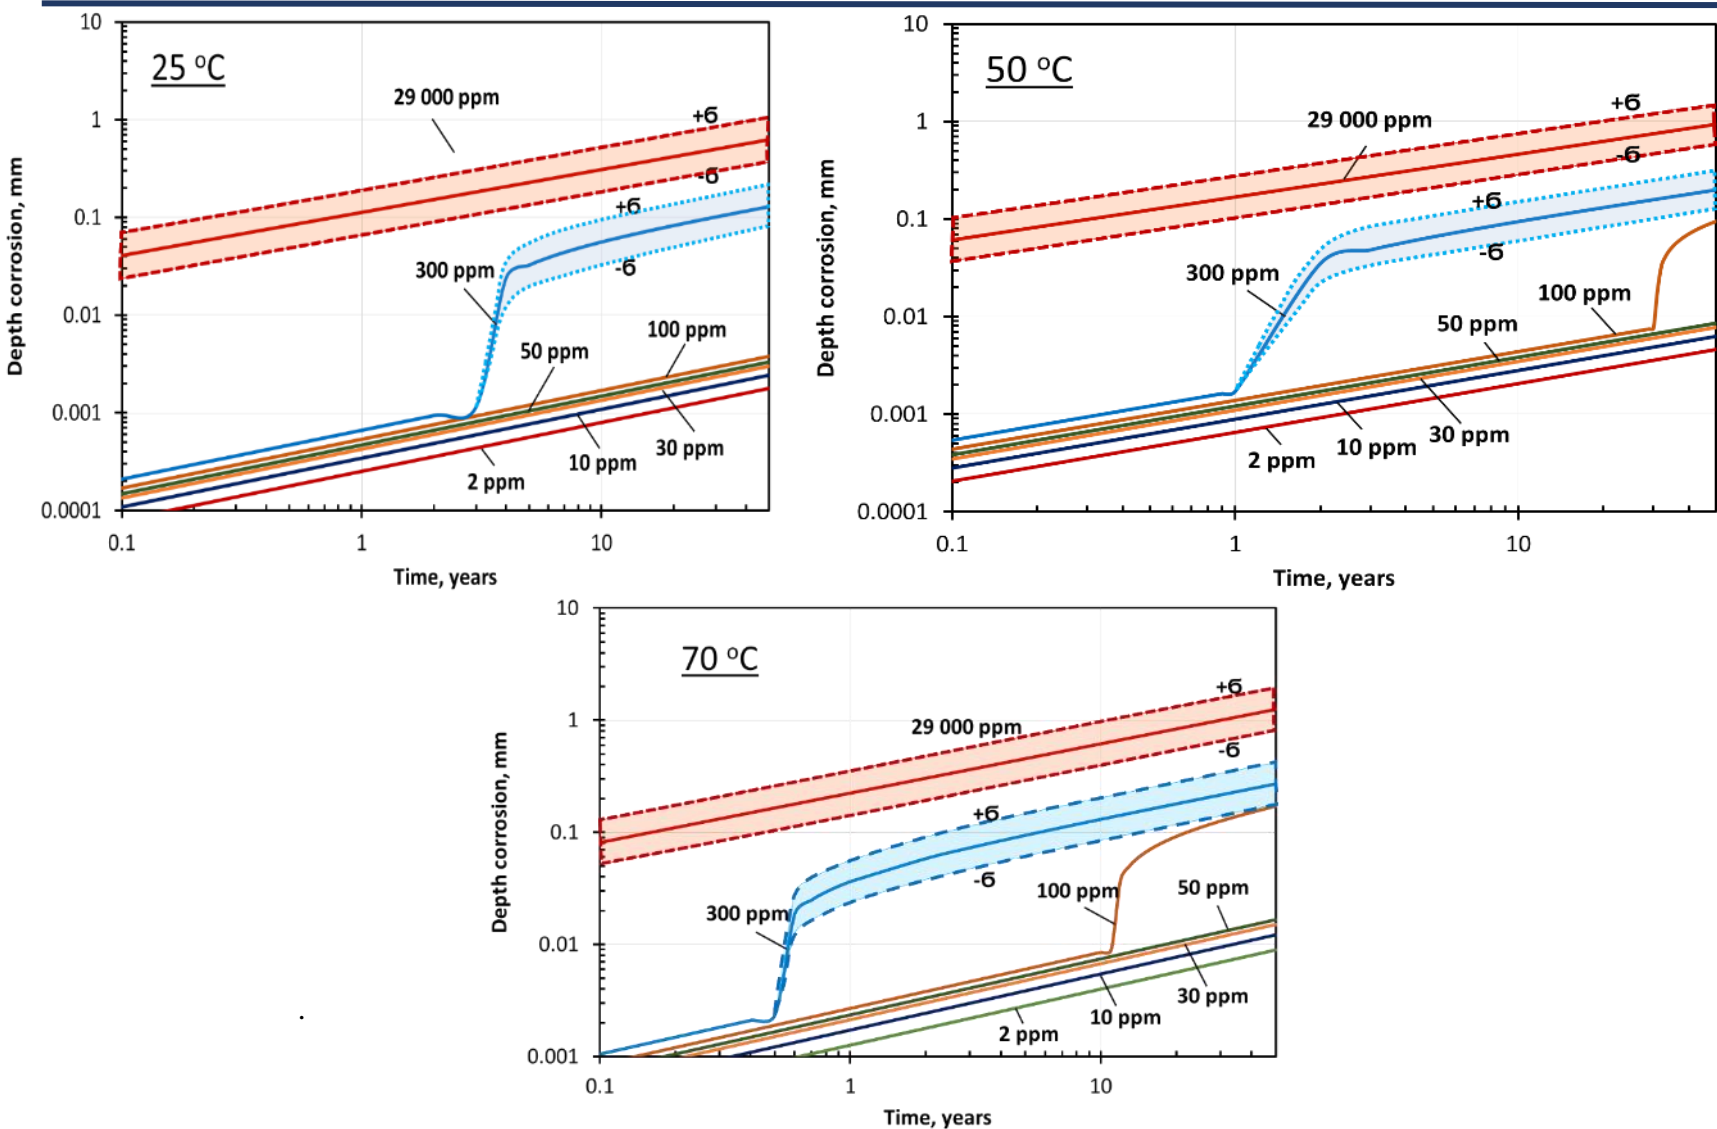 25 °C
10
1
0.1
0.01
0.001
0.0001
0.1
1
10
Depth corrosion, mm
Time, years
29 000 ppm
+б
-б
+б
300 ppm
-б
100 ppm
50 ppm
30 ppm
10 ppm
2 ppm
50 °C
10
1
0.1
0.01
0.001
0.0001
0.1
1
10
Depth corrosion, mm
Time, years
+б
29 000 ppm
-б
+б
-б
300 ppm
100 ppm
50 ppm
30 ppm
10 ppm
2 ppm
70 °C
10
1
0.1
0.01
0.001
0.1
1
10
Depth corrosion, mm
Time, years
+б
29 000 ppm
-б
+б
-б
300 ppm
100 ppm
50 ppm
30 ppm
10 ppm
2 ppm